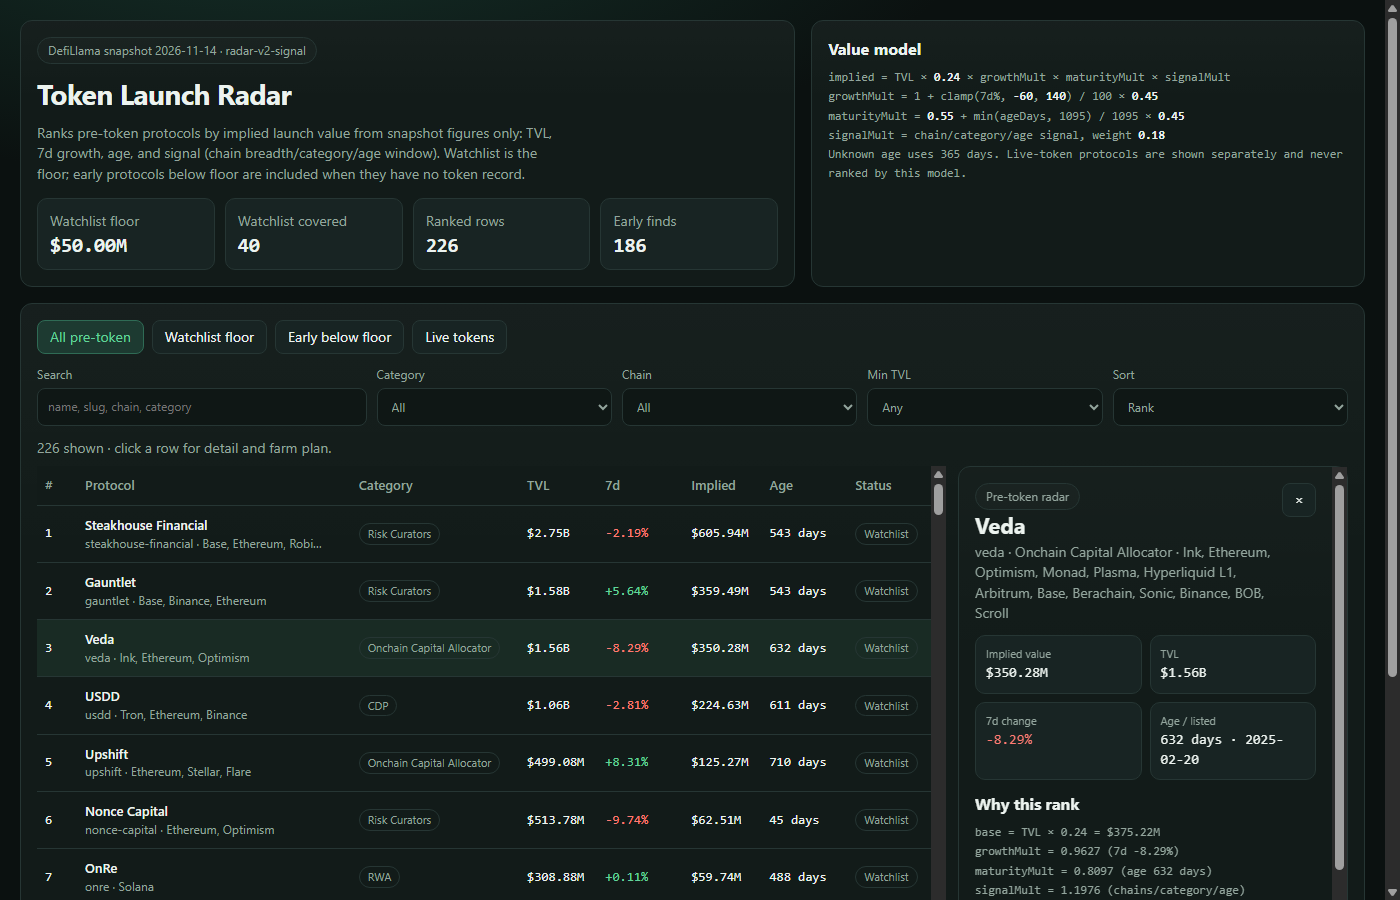 DefiLlama snapshot 2026-11-14 · radar-v2-signal
Token Launch Radar
Ranks pre-token protocols by implied launch value from snapshot figures only: TVL,
7d growth, age, and signal (chain breadth/category/age window). Watchlist is the
floor; early protocols below floor are included when they have no token record.
Watchlist floor
$50.00M
Watchlist covered
40
Ranked rows
226
Early finds
186
Value model
implied = TVL × 0.24 × growthMult × maturityMult × signalMult
growthMult = 1 + clamp(7d%, -60, 140) / 100 × 0.45
maturityMult = 0.55 + min(ageDays, 1095) / 1095 × 0.45
signalMult = chain/category/age signal, weight 0.18
Unknown age uses 365 days. Live-token protocols are shown separately and never
ranked by this model.
All pre-token
Watchlist floor
Early below floor
Live tokens
Search
Category
Chain
Min TVL
Sort
name, slug, chain, category
All
All
Any
Rank
226 shown · click a row for detail and farm plan.
# Protocol Category TVL 7d Implied Age Status
1 Steakhouse Financial Risk Curators $2.75B -2.19% $605.94M 543 days Watchlist
steakhouse-financial · Base, Ethereum, Robi...
2 Gauntlet Risk Curators $1.58B +5.64% $359.49M 543 days Watchlist
gauntlet · Base, Binance, Ethereum
3 Veda Onchain Capital Allocator $1.56B -8.29% $350.28M 632 days Watchlist
veda · Ink, Ethereum, Optimism
4 USDD CDP $1.06B -2.81% $224.63M 611 days Watchlist
usdd · Tron, Ethereum, Binance
5 Upshift Onchain Capital Allocator $499.08M +8.31% $125.27M 710 days Watchlist
upshift · Ethereum, Stellar, Flare
6 Nonce Capital Risk Curators $513.78M -9.74% $62.51M 45 days Watchlist
nonce-capital · Ethereum, Optimism
7 OnRe RWA $308.88M +0.11% $59.74M 488 days Watchlist
onre · Solana
Pre-token radar
×
Veda
veda · Onchain Capital Allocator · Ink, Ethereum,
Optimism, Monad, Plasma, Hyperliquid L1,
Arbitrum, Base, Berachain, Sonic, Binance, BOB,
Scroll
Implied value
$350.28M
TVL
$1.56B
7d change
-8.29%
Age / listed
632 days · 2025-
02-20
Why this rank
base = TVL × 0.24 = $375.22M
growthMult = 0.9627 (7d -8.29%)
maturityMult = 0.8097 (age 632 days)
signalMult = 1.1976 (chains/category/age)